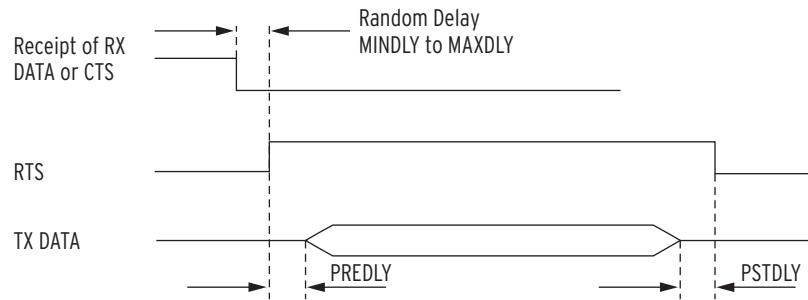 Random Delay
MINDLY to MAXDLY
Receipt of RX
DATA or CTS
RTS
TX DATA
PREDLY
PSTDLY